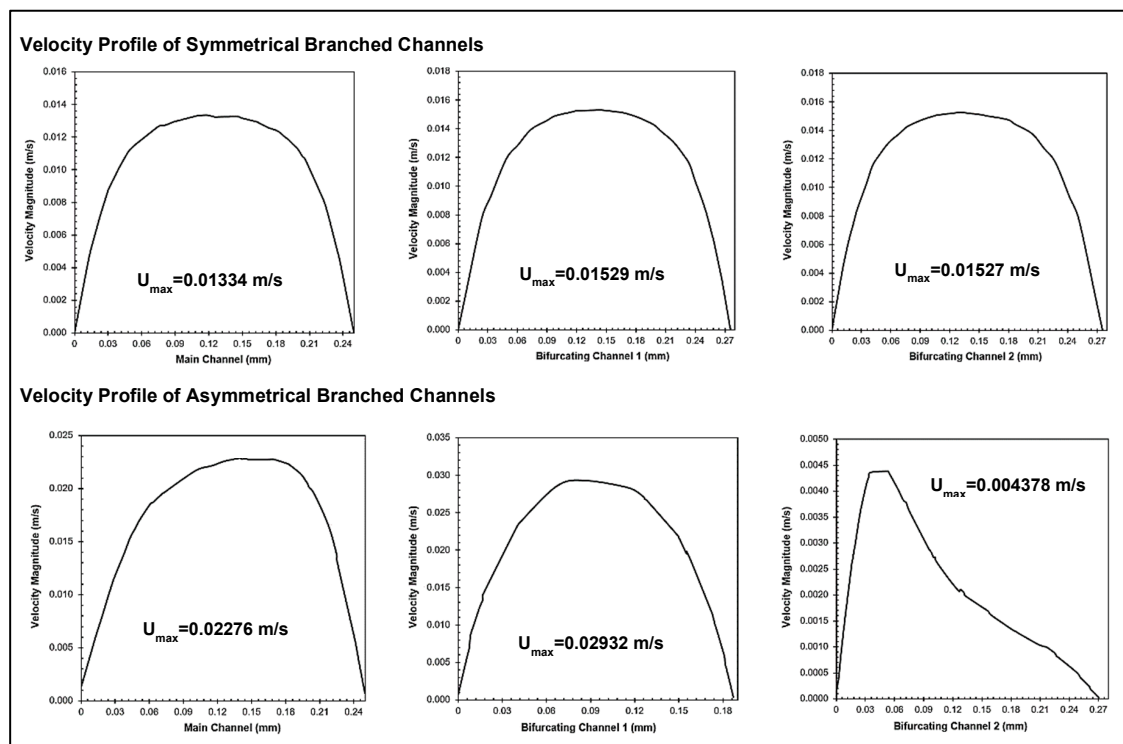 Velocity Profile of Symmetrical Branched Channels
0.016
0.014
0.012
0.010
0.008
0.006
0.004
0.002
0.000
Velocity Magnitude (m/s)
Umax=0.01334 m/s
0 0.03 0.06 0.09 0.12 0.15 0.18 0.21 0.24
Main Channel (mm)
0.018
0.016
0.014
0.012
0.010
0.008
0.006
0.004
0.002
0.000
Velocity Magnitude (m/s)
Umax=0.01529 m/s
0 0.03 0.06 0.09 0.12 0.15 0.18 0.21 0.24 0.27
Bifurcating Channel 1 (mm)
0.018
0.016
0.014
0.012
0.010
0.008
0.006
0.004
0.002
0.000
Velocity Magnitude (m/s)
Umax=0.01527 m/s
0 0.03 0.06 0.09 0.12 0.15 0.18 0.21 0.24 0.27
Bifurcating Channel 2 (mm)
Velocity Profile of Asymmetrical Branched Channels
0.025
0.020
0.015
0.010
0.005
0.000
Velocity Magnitude (m/s)
Umax=0.02276 m/s
0 0.03 0.06 0.09 0.12 0.15 0.18 0.21 0.24
Main Channel (mm)
0.035
0.030
0.025
0.020
0.015
0.010
0.005
0.000
Velocity Magnitude (m/s)
Umax=0.02932 m/s
0 0.03 0.06 0.09 0.12 0.15 0.18
Bifurcating Channel 1 (mm)
0.0050
0.0045
0.0040
0.0035
0.0030
0.0025
0.0020
0.0015
0.0010
0.0005
0.0000
Velocity Magnitude (m/s)
Umax=0.004378 m/s
0 0.03 0.06 0.09 0.12 0.15 0.18 0.21 0.24 0.27
Bifurcating Channel 2 (mm)